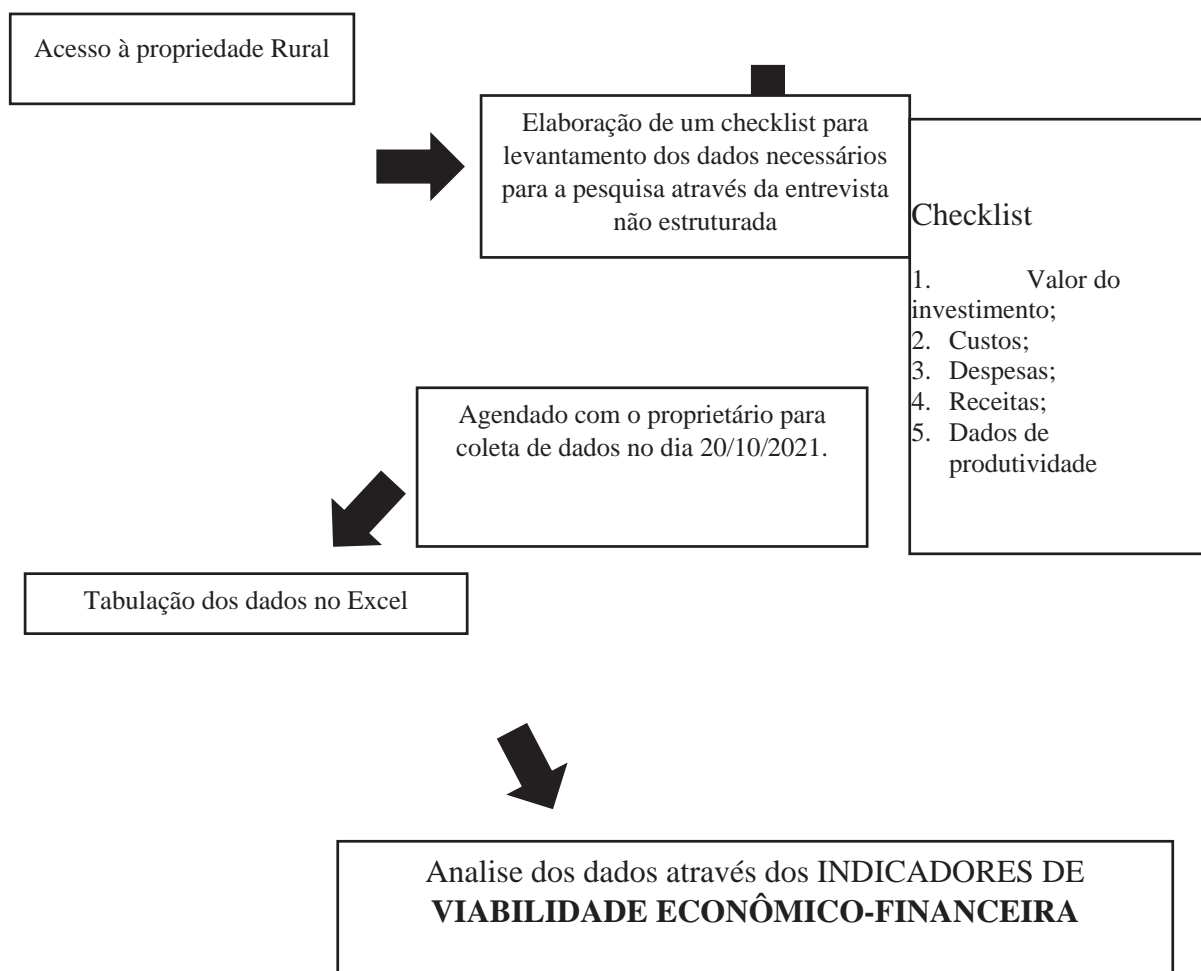 Acesso à propriedade Rural
Elaboração de um checklist para
levantamento dos dados necessários
para a pesquisa através da entrevista
não estruturada
Checklist
1. Valor do
investimento;
2. Custos;
3. Despesas;
4. Receitas;
5. Dados de
produtividade
Agendado com o proprietário para
coleta de dados no dia 20/10/2021.
Tabulação dos dados no Excel
Analise dos dados através dos INDICADORES DE
VIABILIDADE ECONÔMICO-FINANCEIRA